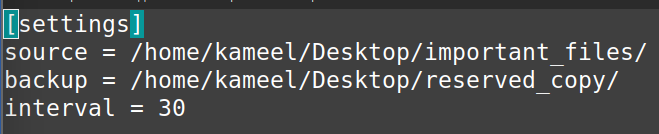 [settings]
source = /home/kameel/Desktop/important_files/
backup = /home/kameel/Desktop/reserved_copy/
interval = 30